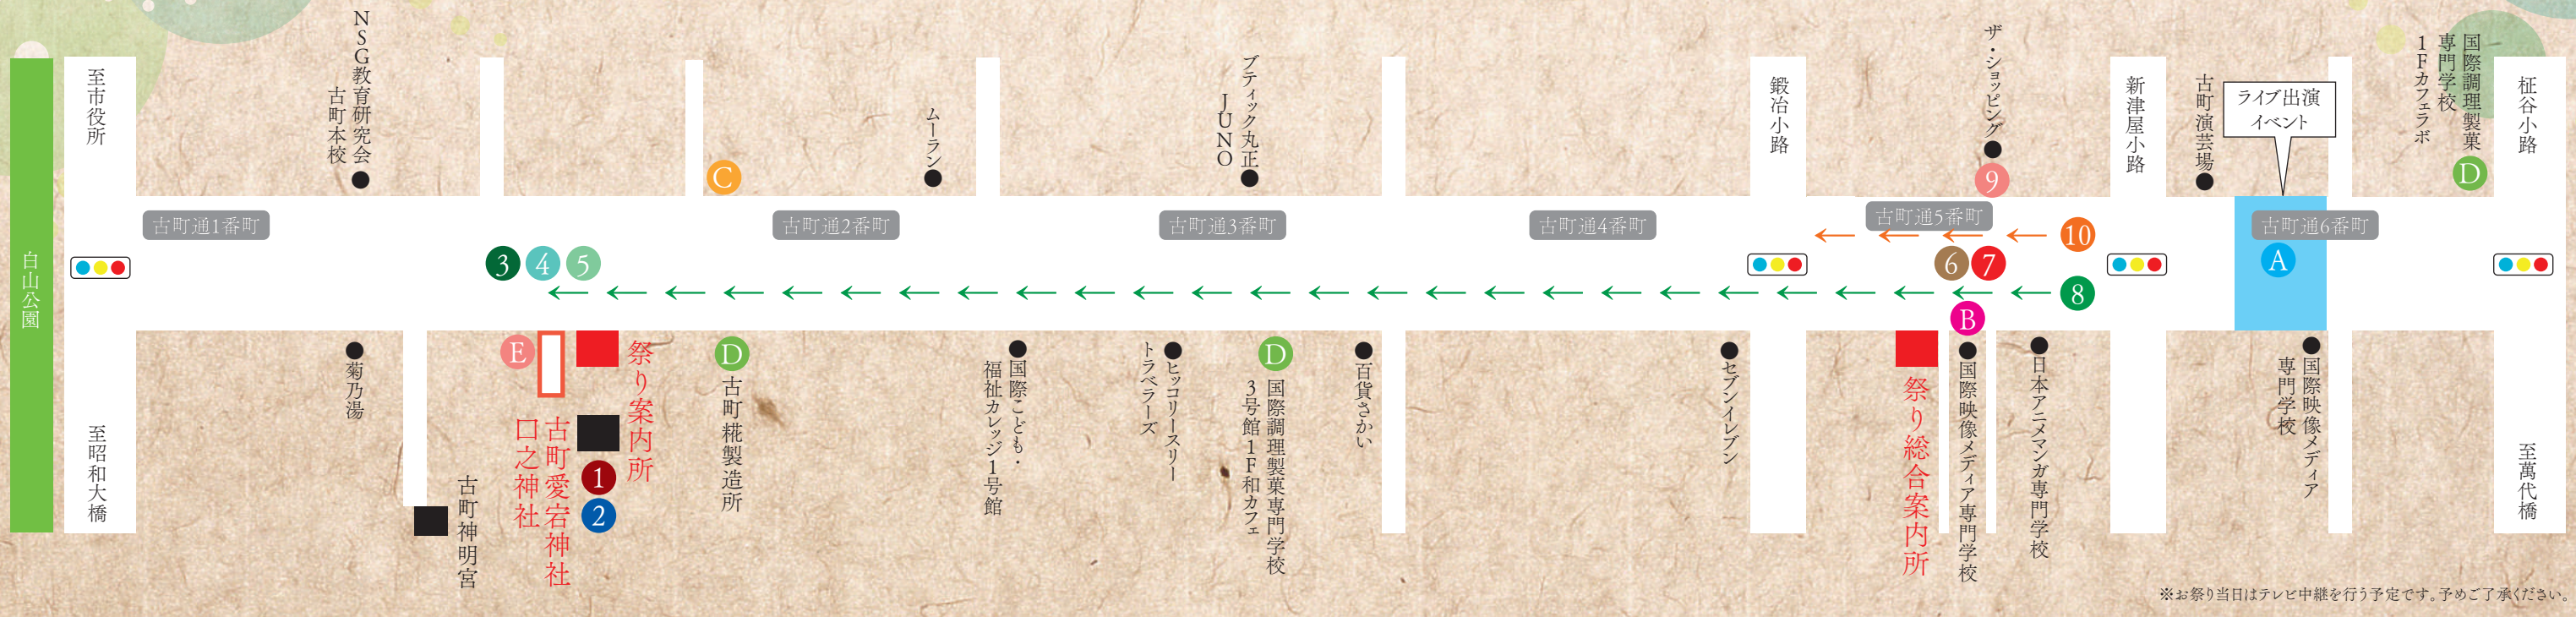 白山公園
至市役所
至昭和大橋
NSG教育研究会
古町本校
古町通1番町
菊乃湯
古町神明宮
3
4
5
E
古町愛宕神社
口之神社
祭り案内所
1
2
C
D
古町糀製造所
古町通2番町
ムーラン
国際こども・
福祉カレッジ1号館
ブティック丸正
JUNO
古町通3番町
ヒッコリースリー
トラベラーズ
D
国際調理製菓専門学校
3号館1F和カフェ
百貨さかい
古町通4番町
セブンイレブン
鍛冶小路
ザ・ショッピング
9
古町通5番町
10
6
7
8
B
祭り総合案内所
国際映像メディア専門学校
日本アニメマンガ専門学校
新津屋小路
古町演芸場
ライブ出演
イベント
古町通6番町
A
国際映像メディア
専門学校
国際調理製菓
専門学校
1Fカフェラボ
D
柾谷小路
至萬代橋
※お祭り当日はテレビ中継を行う予定です。予めご了承ください。